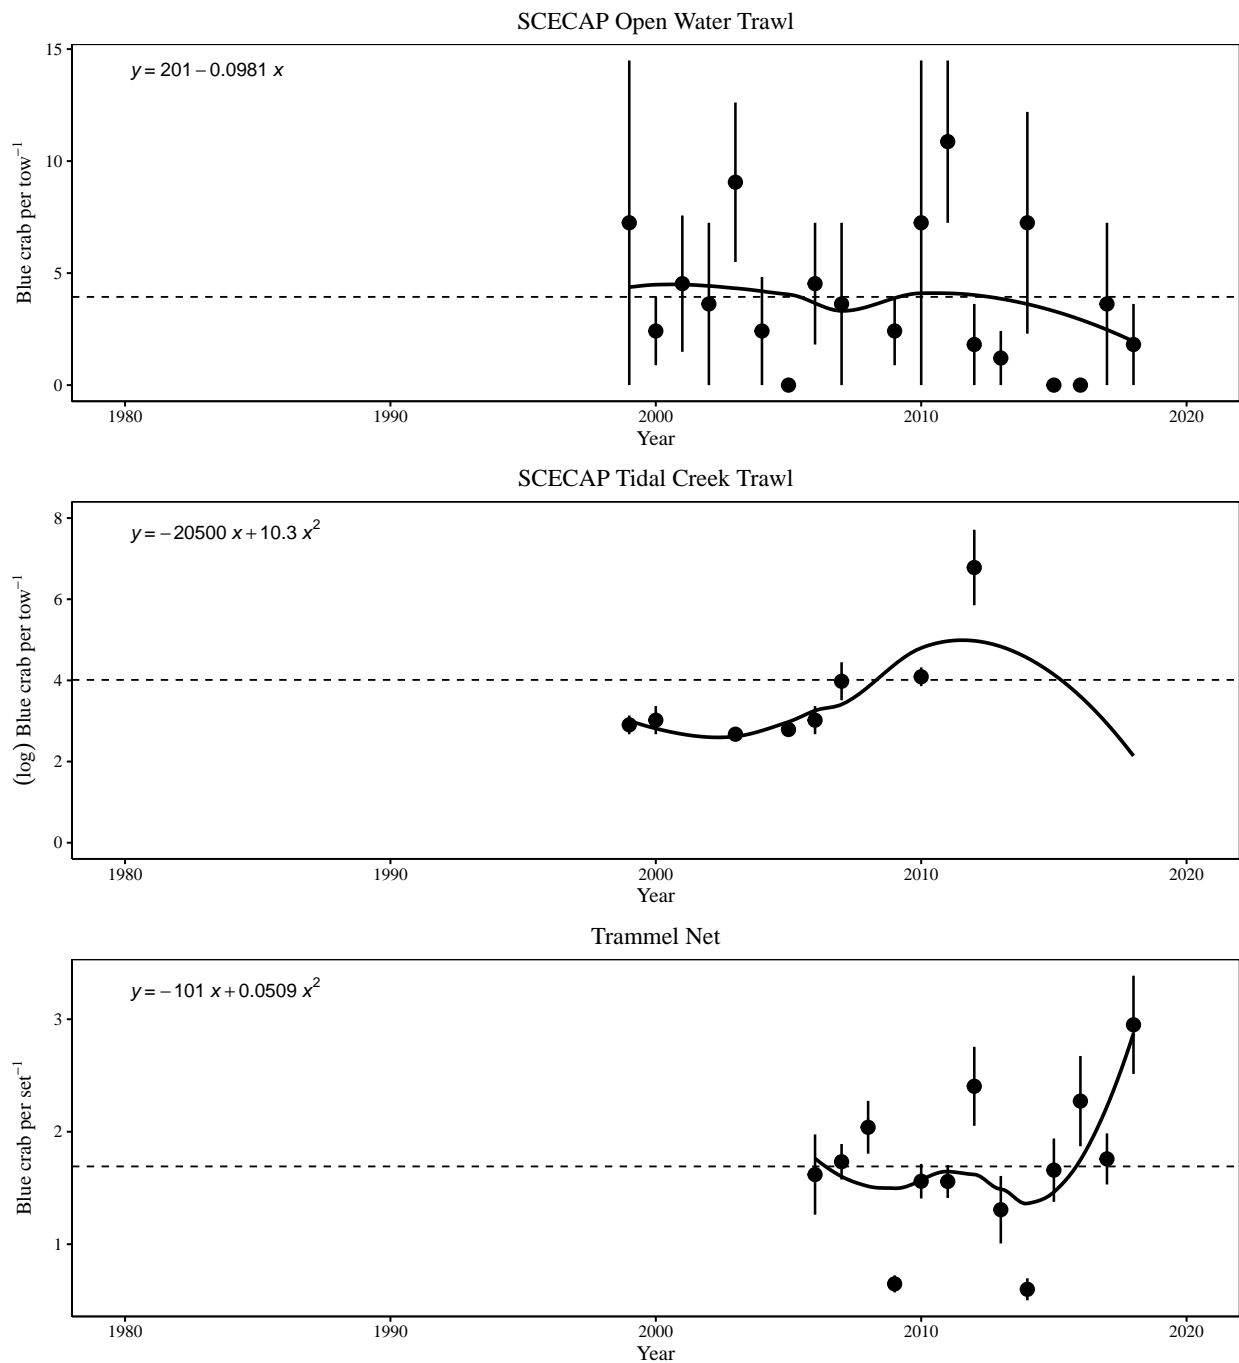 SCECAP Open Water Trawl
y = 201 – 0.0981 x
Blue crab per tow⁻¹
15
10
5
0
1980 1990 2000 2010 2020
Year
SCECAP Tidal Creek Trawl
y = – 20500 x + 10.3 x²
(log) Blue crab per tow⁻¹
8
6
4
2
0
1980 1990 2000 2010 2020
Year
Trammel Net
y = – 101 x + 0.0509 x²
Blue crab per set⁻¹
3
2
1
1980 1990 2000 2010 2020
Year